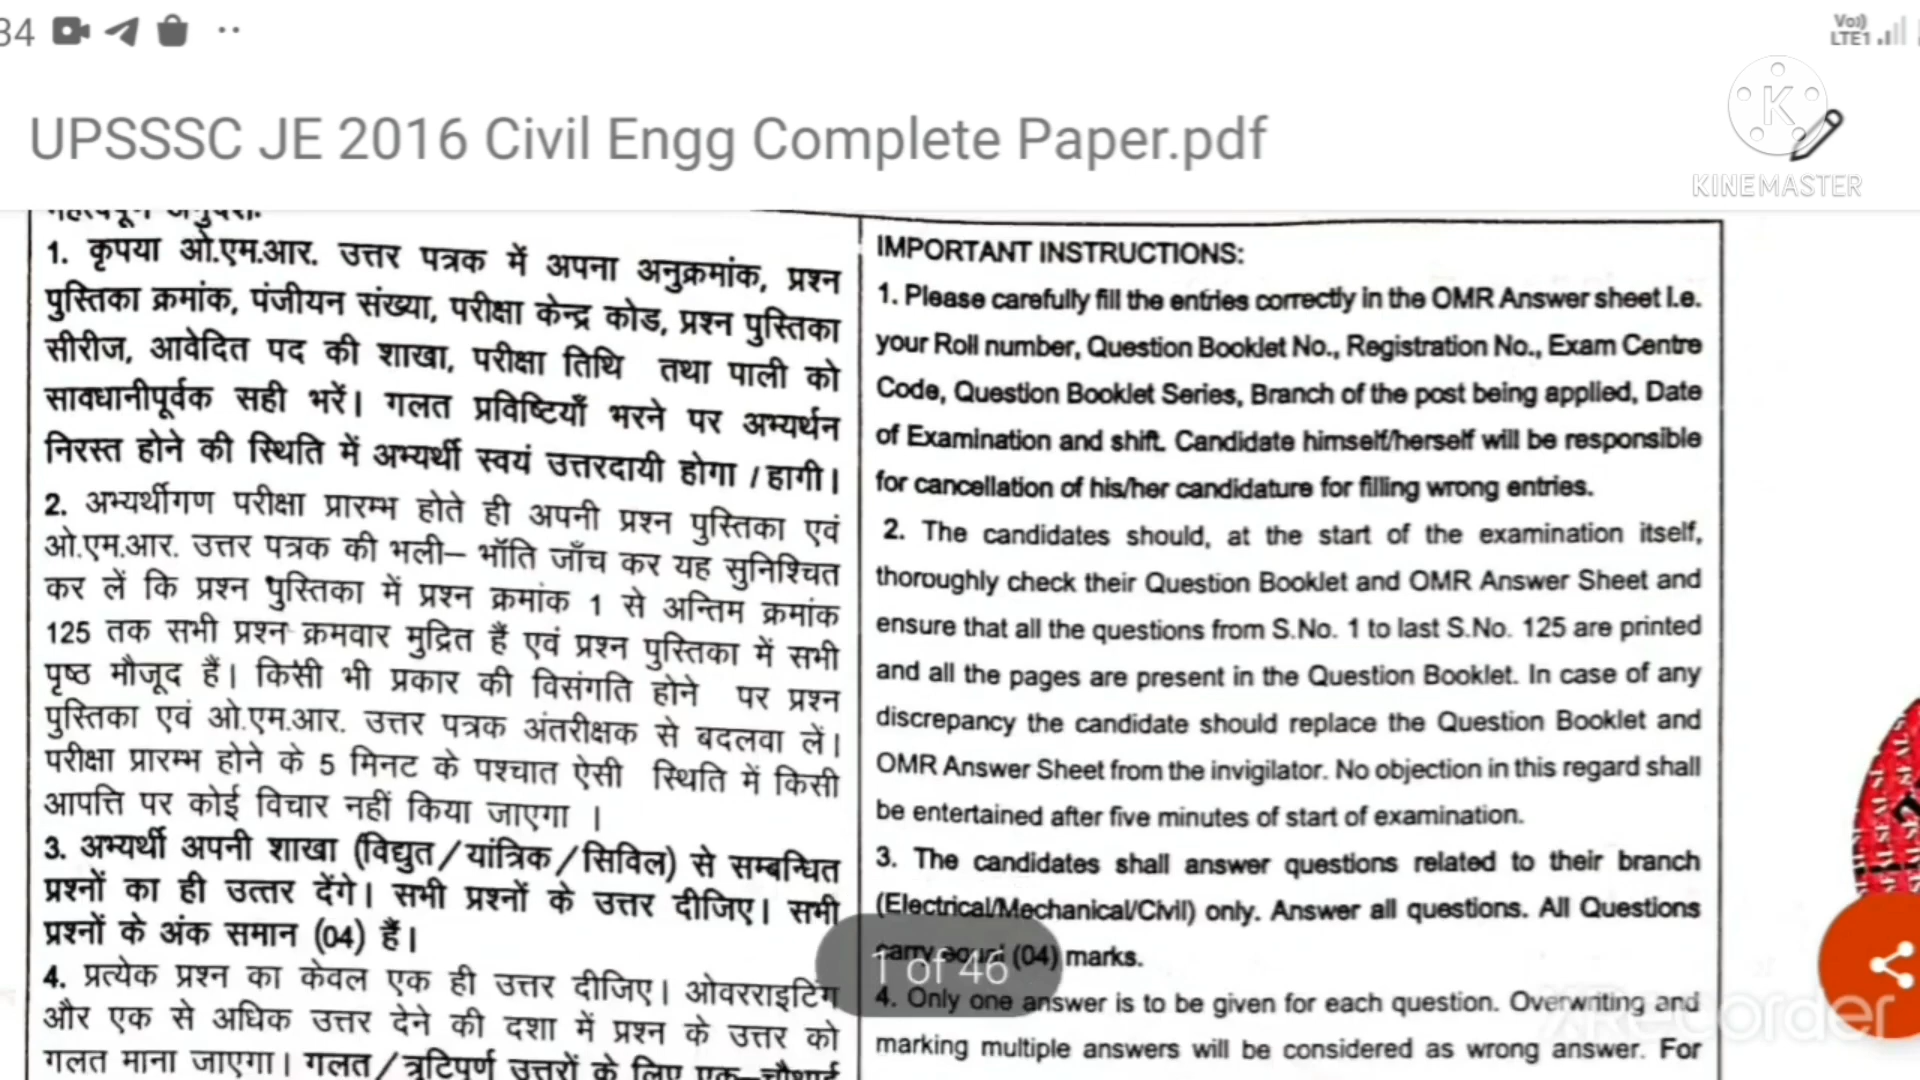 34
Vo))
LTE1
UPSSSC JE 2016 Civil Engg Complete Paper.pdf
KINEMASTER
महत्वपूर्ण अनुदेश:
1. कृपया ओ.एम.आर. उत्तर पत्रक में अपना अनुक्रमांक, प्रश्न
पुस्तिका क्रमांक, पंजीयन संख्या, परीक्षा केन्द्र कोड, प्रश्न पुस्तिका
सीरीज, आवेदित पद की शाखा, परीक्षा तिथि तथा पाली को
सावधानीपूर्वक सही भरें। गलत प्रविष्टियाँ भरने पर अभ्यर्थन
निरस्त होने की स्थिति में अभ्यर्थी स्वयं उत्तरदायी होगा / हागी।
2. अभ्यर्थीगण परीक्षा प्रारम्भ होते ही अपनी प्रश्न पुस्तिका एवं
ओ.एम.आर. उत्तर पत्रक की भली– भॉति जाँच कर यह सुनिश्चित
कर लें कि प्रश्न पुस्तिका में प्रश्न क्रमांक 1 से अन्तिम क्रमांक
125 तक सभी प्रश्न क्रमवार मुद्रित हैं एवं प्रश्न पुस्तिका में सभी
पृष्ठ मौजूद हैं। किसी भी प्रकार की विसंगति होने पर प्रश्न
पुस्तिका एवं ओ.एम.आर. उत्तर पत्रक अंतरीक्षक से बदलवा लें।
परीक्षा प्रारम्भ होने के 5 मिनट के पश्चात ऐसी स्थिति में किसी
आपत्ति पर कोई विचार नहीं किया जाएगा ।
3. अभ्यर्थी अपनी शाखा (विद्युत/यांत्रिक/सिविल) से सम्बन्धित
प्रश्नों का ही उत्तर देंगे। सभी प्रश्नों के उत्तर दीजिए। सभी
प्रश्नों के अंक समान (04) हैं।
4. प्रत्येक प्रश्न का केवल एक ही उत्तर दीजिए। ओवरराइटिंग
और एक से अधिक उत्तर देने की दशा में प्रश्न के उत्तर को
गलत माना जाएगा। गलत/त्रुटिपूर्ण उत्तरों के लिए एक–चौथाई
IMPORTANT INSTRUCTIONS:
1. Please carefully fill the entries correctly in the OMR Answer sheet i.e.
your Roll number, Question Booklet No., Registration No., Exam Centre
Code, Question Booklet Series, Branch of the post being applied, Date
of Examination and shift. Candidate himself/herself will be responsible
for cancellation of his/her candidature for filling wrong entries.
2. The candidates should, at the start of the examination itself,
thoroughly check their Question Booklet and OMR Answer Sheet and
ensure that all the questions from S.No. 1 to last S.No. 125 are printed
and all the pages are present in the Question Booklet. In case of any
discrepancy the candidate should replace the Question Booklet and
OMR Answer Sheet from the invigilator. No objection in this regard shall
be entertained after five minutes of start of examination.
3. The candidates shall answer questions related to their branch
(Electrical/Mechanical/Civil) only. Answer all questions. All Questions
carry equal (04) marks.
4. Only one answer is to be given for each question. Overwriting and
marking multiple answers will be considered as wrong answer. For
1 of 46
XRecorder